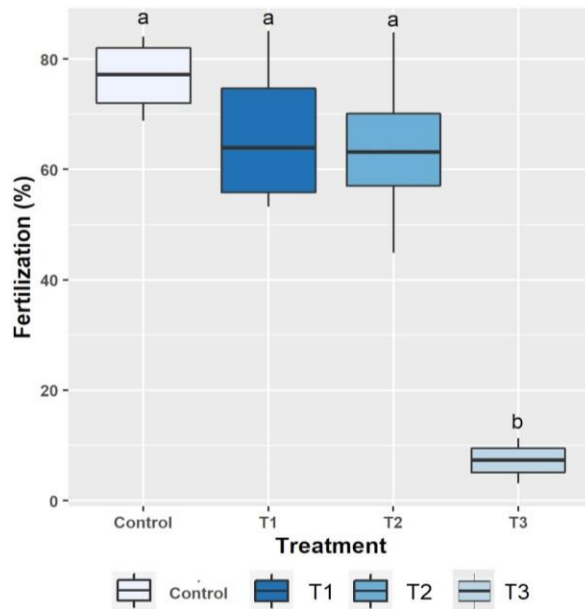 a a a
80
60
40
20
b
0
Fertilization (%)
Control T1 T2 T3
Treatment
Control T1 T2 T3